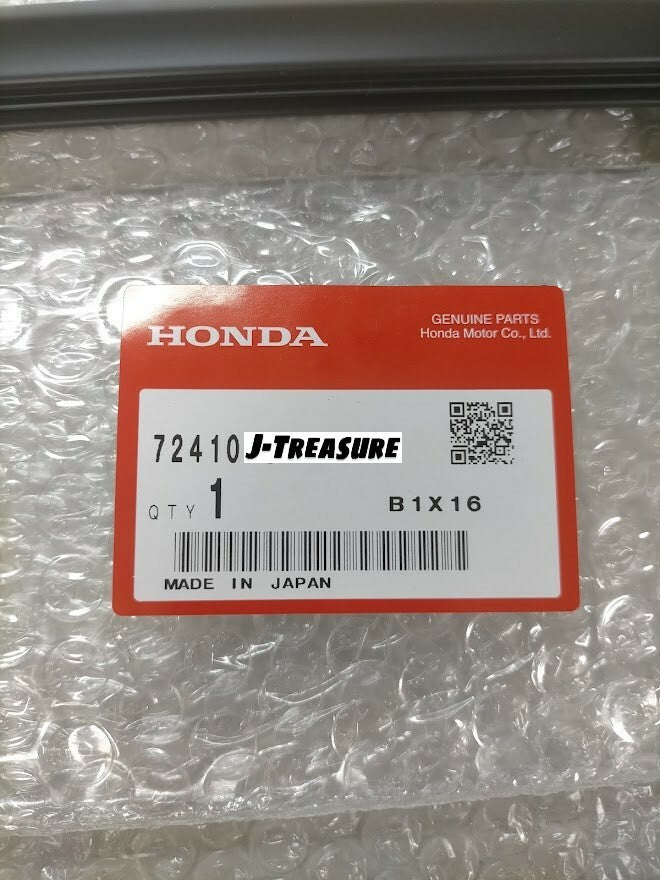 HONDA
GENUINE PARTS
Honda Motor Co., Ltd.
72410 J-TREASURE
QTY 1
B1X16
MADE IN JAPAN